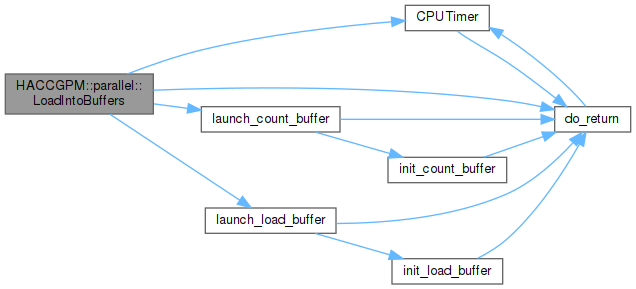 CPUTimer
HACCGPM::parallel::
LoadIntoBuffers
launch_count_buffer
do_return
init_count_buffer
launch_load_buffer
init_load_buffer